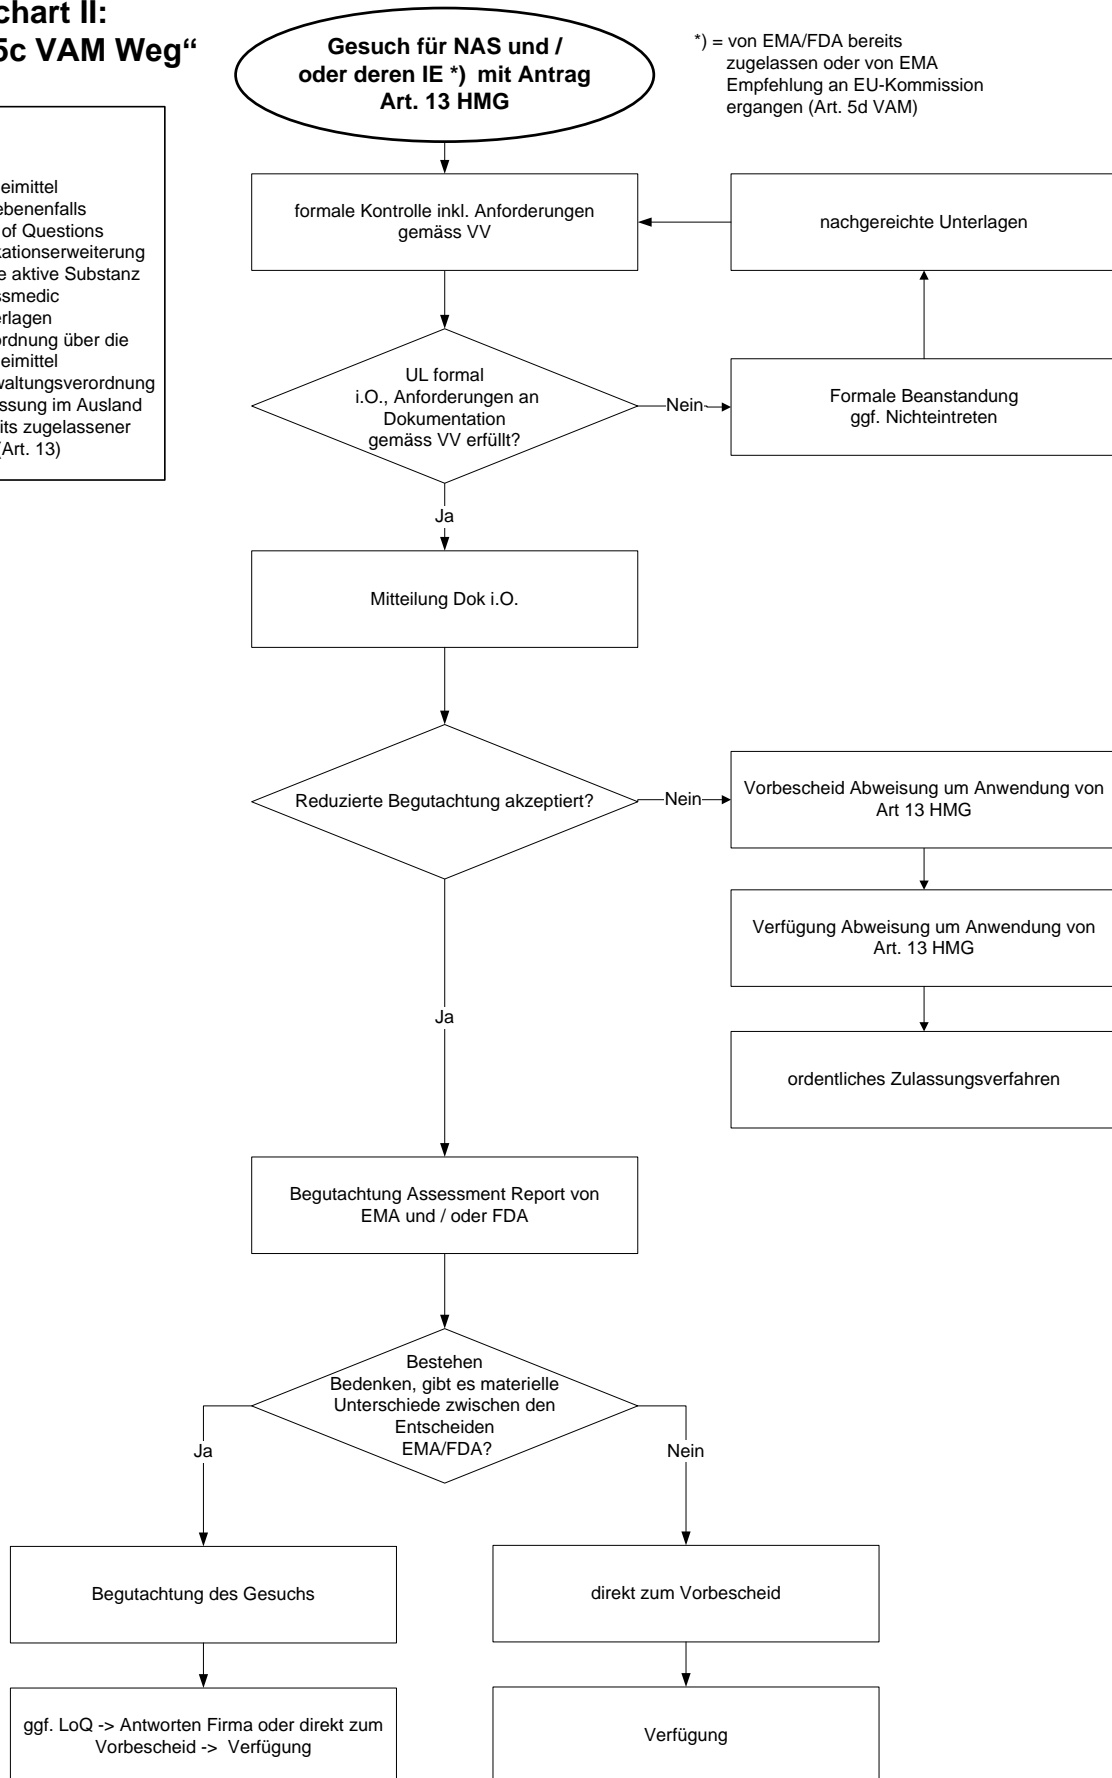 chart II:
5c VAM Weg“
Gesuch für NAS und /
oder deren IE *) mit Antrag
Art. 13 HMG
*) = von EMA/FDA bereits
zugelassen oder von EMA
Empfehlung an EU-Kommission
ergangen (Art. 5d VAM)
eimittel
ebenenfalls
of Questions
kationserweiterung
e aktive Substanz
ssmedic
erlagen
ordnung über die
eimittel
waltungsverordnung
assung im Ausland
its zugelassener
(Art. 13)
formale Kontrolle inkl. Anforderungen
gemäss VV
nachgereichte Unterlagen
UL formal
i.O., Anforderungen an
Dokumentation
gemäss VV erfüllt?
Nein
Formale Beanstandung
ggf. Nichteintreten
Ja
Mitteilung Dok i.O.
Reduzierte Begutachtung akzeptiert?
Nein
Vorbescheid Abweisung um Anwendung von
Art 13 HMG
Verfügung Abweisung um Anwendung von
Art. 13 HMG
Ja
ordentliches Zulassungsverfahren
Begutachtung Assessment Report von
EMA und / oder FDA
Bestehen
Bedenken, gibt es materielle
Unterschiede zwischen den
Entscheiden
EMA/FDA?
Ja
Nein
Begutachtung des Gesuchs
direkt zum Vorbescheid
ggf. LoQ -> Antworten Firma oder direkt zum
Vorbescheid -> Verfügung
Verfügung